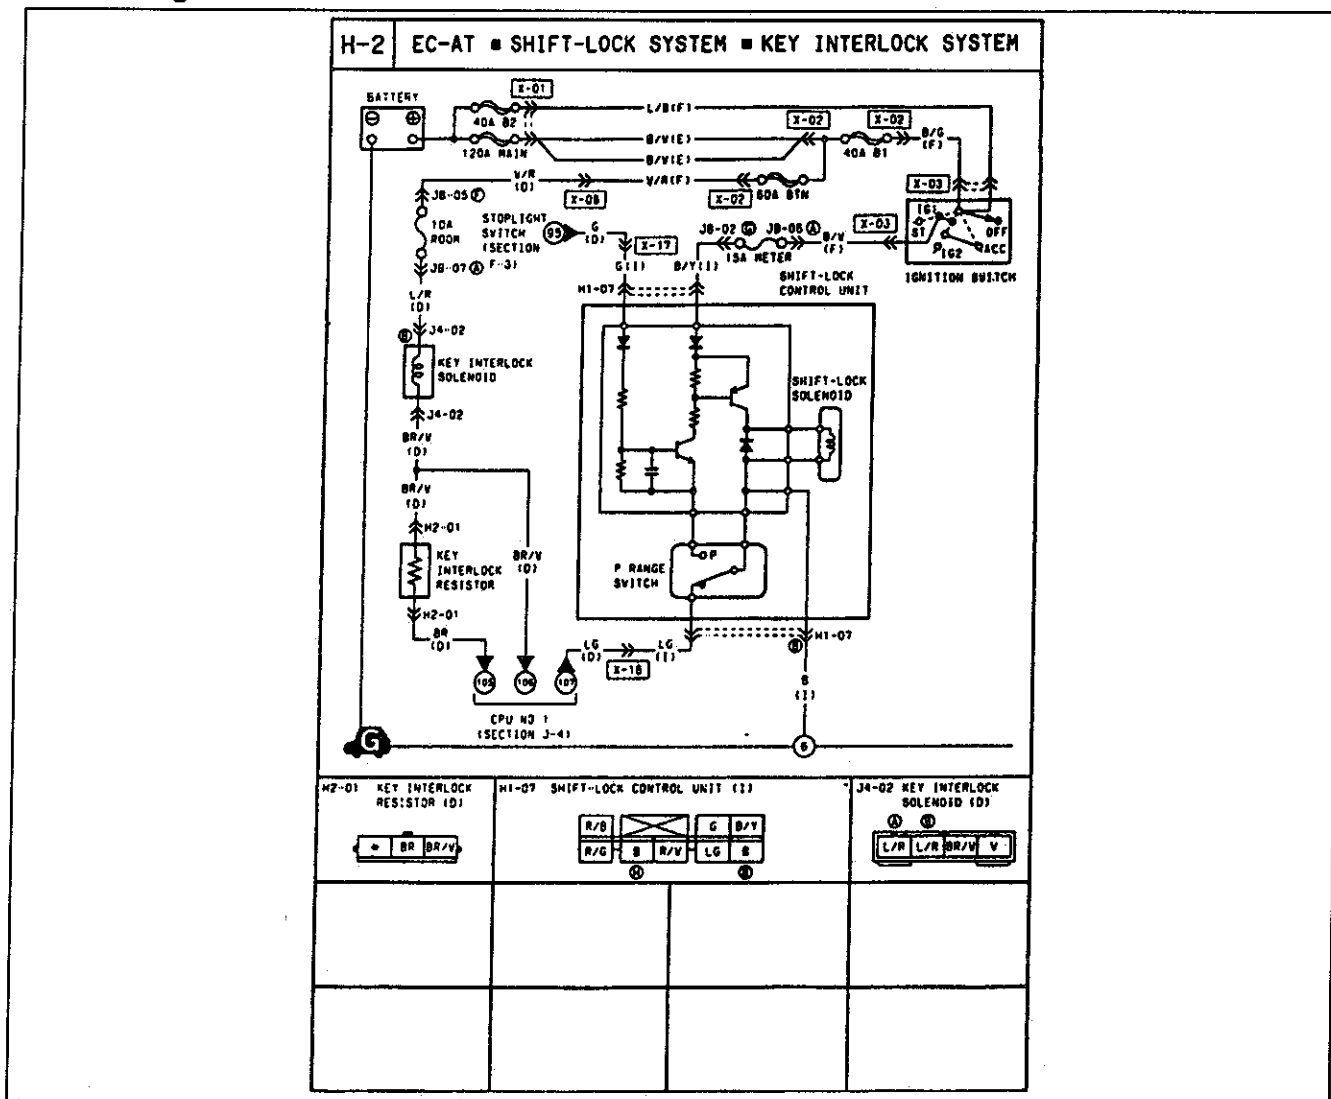 H-2 EC-AT ■ SHIFT-LOCK SYSTEM ■ KEY INTERLOCK SYSTEM
X-01
BATTERY
L/B(F)
40A B2
X-02
X-02
B/W(E)
B/G
(F)
120A MAIN
B/W(E)
40A B1
W/R
(D)
W/R(F)
X-03
JB-05 F
X-06
X-02
60A BTN
IG1
ST
OFF
IG2
ACC
IGNITION SWITCH
10A
ROOM
STOPLIGHT
SWITCH
(SECTION
F-3)
95
G
(D)
X-17
JB-02 G
JB-06 A
B/W
(F)
X-03
15A METER
JB-07 A
G(I)
B/Y(I)
SHIFT-LOCK
CONTROL UNIT
H1-07
L/R
(D)
B
J4-02
KEY INTERLOCK
SOLENOID
SHIFT-LOCK
SOLENOID
J4-02
BR/W
(D)
BR/W
(D)
H2-01
KEY
INTERLOCK
RESISTOR
BR/W
(D)
P
P RANGE
SWITCH
H2-01
BR
(D)
LG
(D)
X-18
LG
(I)
H1-07
B
105
106
107
B
(I)
CPU NO 1
(SECTION J-4)
G
6
H2-01 KEY INTERLOCK
RESISTOR (D)
H1-07 SHIFT-LOCK CONTROL UNIT (I)
J4-02 KEY INTERLOCK
SOLENOID (D)
A B
* BR BR/W
R/B G B/Y
R/G B R/W LG B
L/R L/R BR/W V